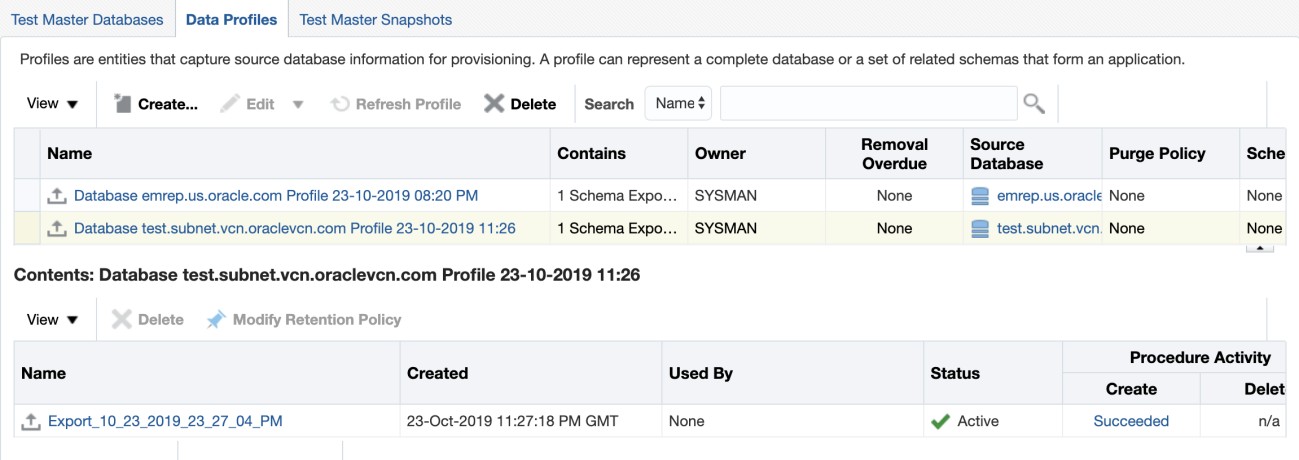 Test Master Databases Data Profiles Test Master Snapshots
Profiles are entities that capture source database information for provisioning. A profile can represent a complete database or a set of related schemas that form an application.
View Create... Edit Refresh Profile Delete Search Name
Name Contains Owner Removal Overdue Source Database Purge Policy Sche
Database emrep.us.oracle.com Profile 23-10-2019 08:20 PM 1 Schema Expo... SYSMAN None emrep.us.oracle None None
Database test.subnet.vcn.oraclevcn.com Profile 23-10-2019 11:26 1 Schema Expo... SYSMAN None test.subnet.vcn. None None
Contents: Database test.subnet.vcn.oraclevcn.com Profile 23-10-2019 11:26
View Delete Modify Retention Policy
Name Created Used By Status Procedure Activity
Create Delet
Export_10_23_2019_23_27_04_PM 23-Oct-2019 11:27:18 PM GMT None Active Succeeded n/a